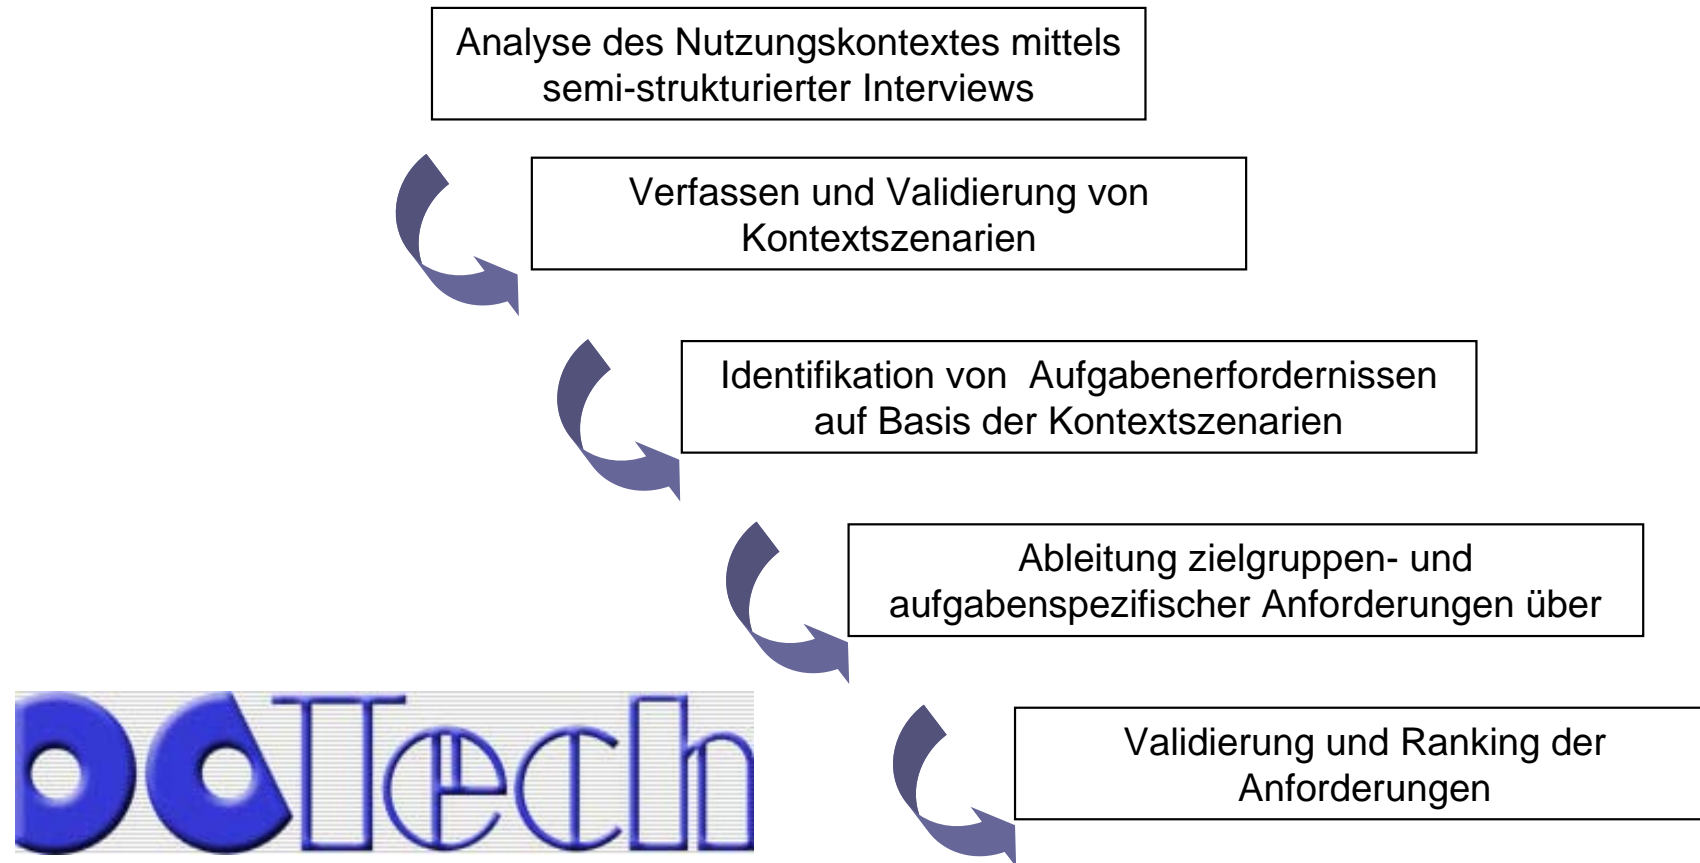 Analyse des Nutzungskontextes mittels
semi-strukturierter Interviews
Verfassen und Validierung von
Kontextszenarien
Identifikation von  Aufgabenerfordernissen
auf Basis der Kontextszenarien
Ableitung zielgruppen- und
aufgabenspezifischer Anforderungen über
Validierung und Ranking der
Anforderungen